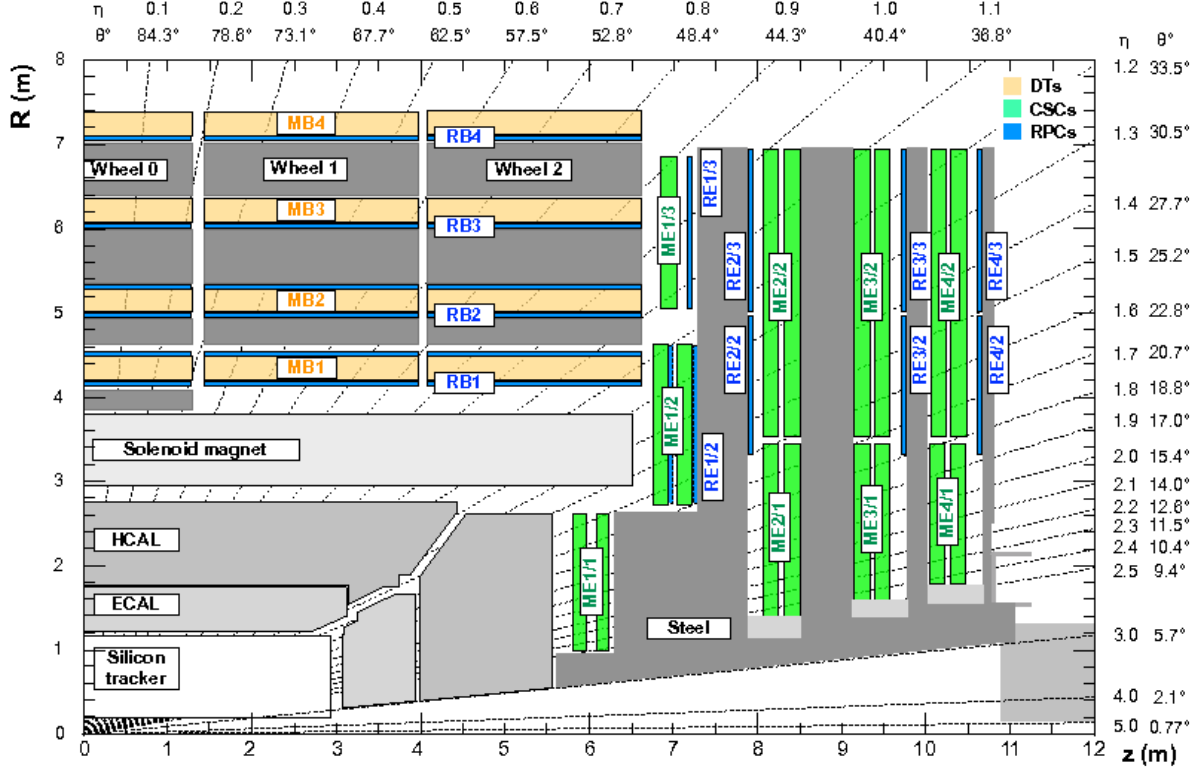 η 0.1 0.2 0.3 0.4 0.5 0.6 0.7 0.8 0.9 1.0 1.1
θ° 84.3° 78.6° 73.1° 67.7° 62.5° 57.5° 52.8° 48.4° 44.3° 40.4° 36.8°
η θ°
R (m)
8
7
6
5
4
3
2
1
0
0 1 2 3 4 5 6 7 8 9 10 11 12
z (m)
1.2 33.5°
1.3 30.5°
1.4 27.7°
1.5 25.2°
1.6 22.8°
1.7 20.7°
1.8 18.8°
1.9 17.0°
2.0 15.4°
2.1 14.0°
2.2 12.6°
2.3 11.5°
2.4 10.4°
2.5 9.4°
3.0 5.7°
4.0 2.1°
5.0 0.77°
DTs
CSCs
RPCs
MB4
RB4
Wheel 0
Wheel 1
Wheel 2
MB3
RB3
MB2
RB2
MB1
RB1
Solenoid magnet
HCAL
ECAL
Silicon
tracker
Steel
ME1/3
RE1/3
ME1/2
RE1/2
ME1/1
RE2/3
RE2/2
ME2/2
ME2/1
ME3/2
ME3/1
RE3/3
RE3/2
ME4/2
ME4/1
RE4/3
RE4/2